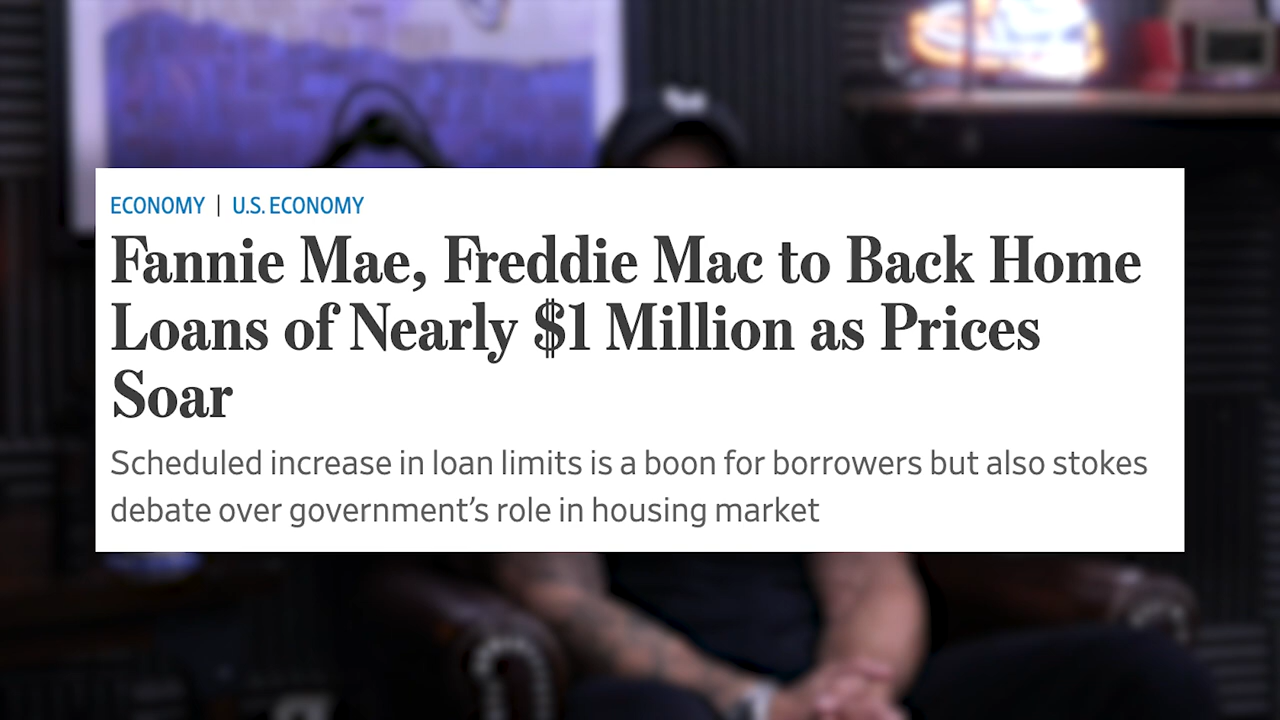 ECONOMY | U.S. ECONOMY
Fannie Mae, Freddie Mac to Back Home
Loans of Nearly $1 Million as Prices
Soar
Scheduled increase in loan limits is a boon for borrowers but also stokes
debate over government’s role in housing market